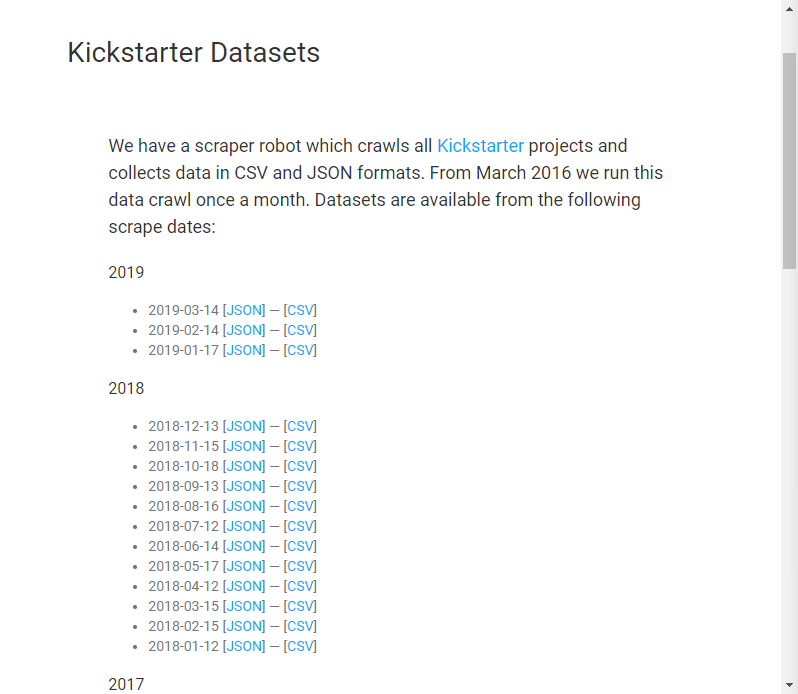 Kickstarter Datasets
We have a scraper robot which crawls all Kickstarter projects and
collects data in CSV and JSON formats. From March 2016 we run this
data crawl once a month. Datasets are available from the following
scrape dates:
2019
• 2019-03-14 [JSON] — [CSV]
• 2019-02-14 [JSON] — [CSV]
• 2019-01-17 [JSON] — [CSV]
2018
• 2018-12-13 [JSON] — [CSV]
• 2018-11-15 [JSON] — [CSV]
• 2018-10-18 [JSON] — [CSV]
• 2018-09-13 [JSON] — [CSV]
• 2018-08-16 [JSON] — [CSV]
• 2018-07-12 [JSON] — [CSV]
• 2018-06-14 [JSON] — [CSV]
• 2018-05-17 [JSON] — [CSV]
• 2018-04-12 [JSON] — [CSV]
• 2018-03-15 [JSON] — [CSV]
• 2018-02-15 [JSON] — [CSV]
• 2018-01-12 [JSON] — [CSV]
2017